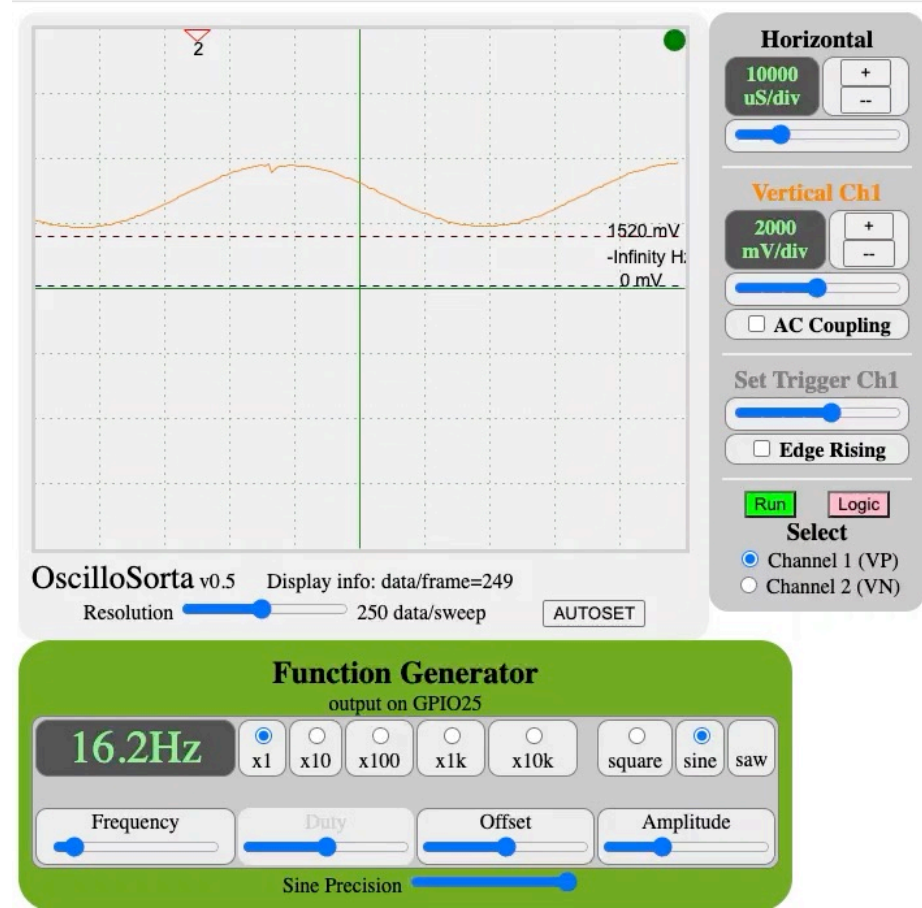 2
1520 mV
-Infinity H
0 mV
Horizontal
10000
uS/div
+
--
Vertical Ch1
2000
mV/div
+
--
AC Coupling
Set Trigger Ch1
Edge Rising
Run
Logic
Select
Channel 1 (VP)
Channel 2 (VN)
OscilloSorta v0.5 Display info: data/frame=249
Resolution 250 data/sweep AUTOSET
Function Generator
output on GPIO25
16.2Hz x1 x10 x100 x1k x10k square sine saw
Frequency Duty Offset Amplitude
Sine Precision